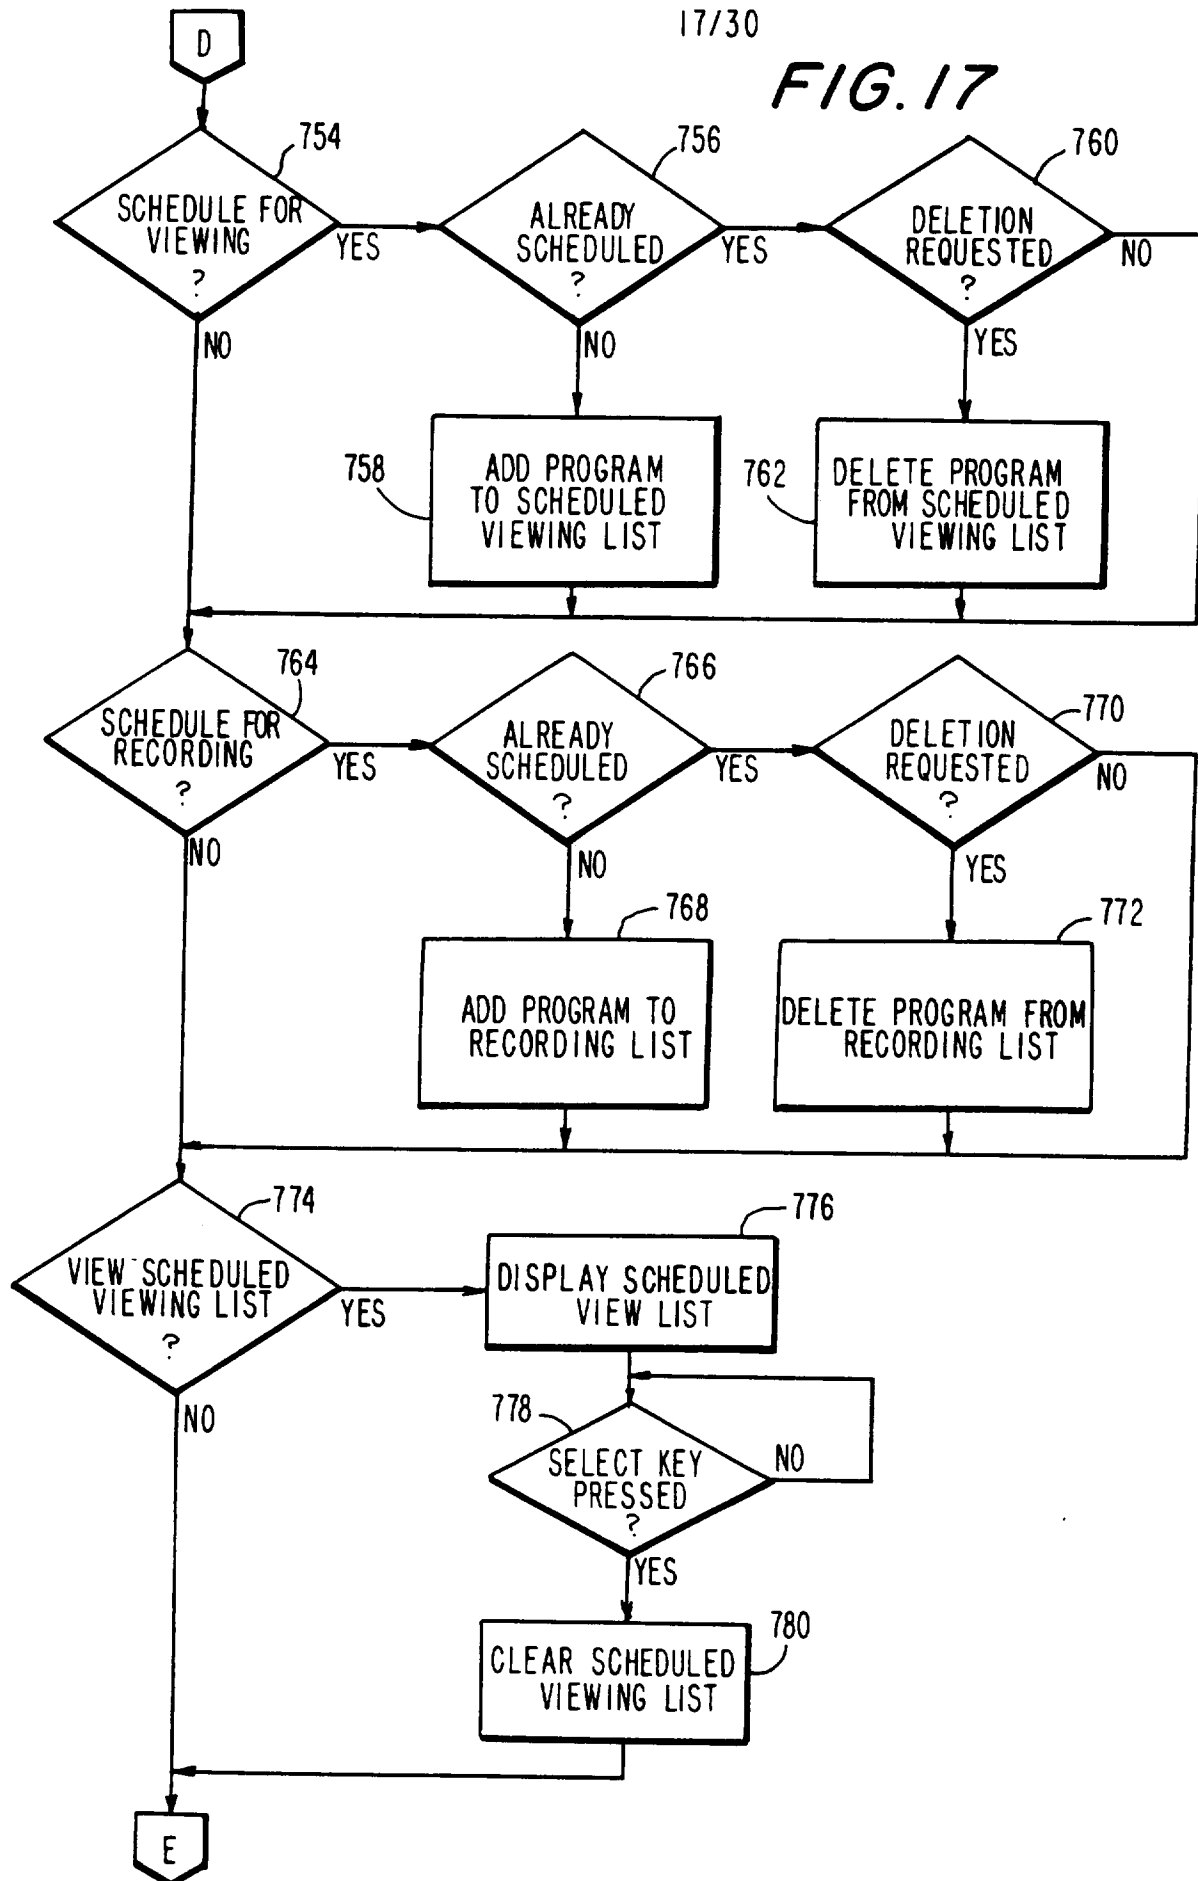 17/30
FIG. 17
D
754
SCHEDULE FOR
VIEWING
?
YES
NO
756
ALREADY
SCHEDULED
?
YES
NO
760
DELETION
REQUESTED
?
NO
YES
758
ADD PROGRAM
TO SCHEDULED
VIEWING LIST
762
DELETE PROGRAM
FROM SCHEDULED
VIEWING LIST
764
SCHEDULE FOR
RECORDING
?
YES
NO
766
ALREADY
SCHEDULED
?
YES
NO
770
DELETION
REQUESTED
?
NO
YES
768
ADD PROGRAM TO
RECORDING LIST
772
DELETE PROGRAM FROM
RECORDING LIST
774
VIEW SCHEDULED
VIEWING LIST
?
YES
NO
776
DISPLAY SCHEDULED
VIEW LIST
778
SELECT KEY
PRESSED
?
NO
YES
780
CLEAR SCHEDULED
VIEWING LIST
E